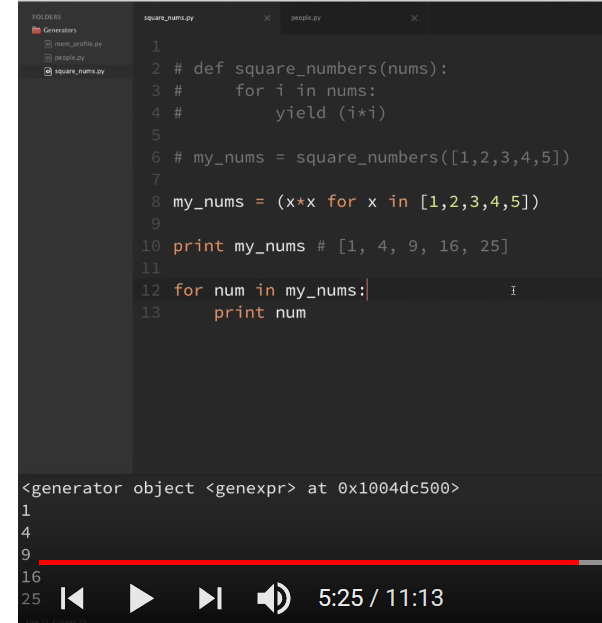 FOLDERS
Generators
mem_profile.py
people.py
square_nums.py
square_nums.py × people.py ×
1
2 # def square_numbers(nums):
3 #     for i in nums:
4 #         yield (i*i)
5
6 # my_nums = square_numbers([1,2,3,4,5])
7
8 my_nums = (x*x for x in [1,2,3,4,5])
9
10 print my_nums # [1, 4, 9, 16, 25]
11
12 for num in my_nums:
13     print num
<generator object <genexpr> at 0x1004dc500>
1
4
9
16
25
5:25 / 11:13